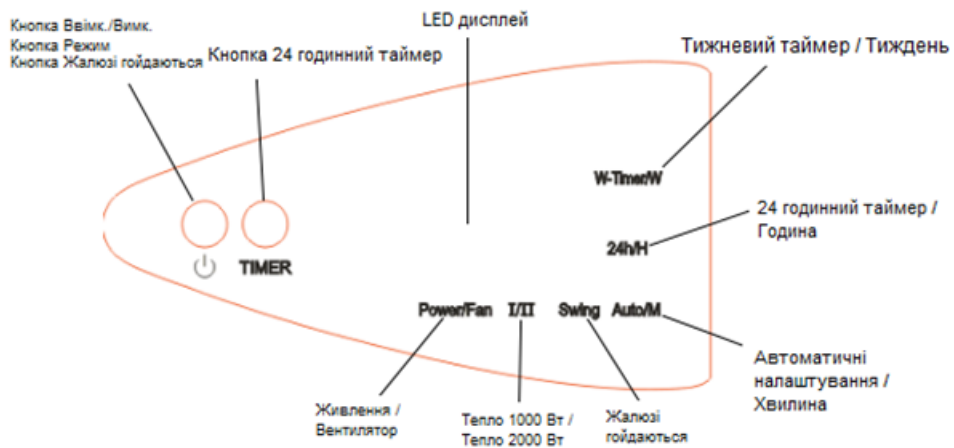 Кнопка Ввімк./Вимк.
Кнопка Режим
Кнопка Жалюзі гойдаються
Кнопка 24 годинний таймер
LED дисплей
Тижневий таймер / Тиждень
W-Timer/W
24 годинний таймер /
Година
24h/H
TIMER
Power/Fan I/II Swing Auto/M
Живлення /
Вентилятор
Тепло 1000 Вт /
Тепло 2000 Вт
Жалюзі
гойдаються
Автоматичні
налаштування /
Хвилина